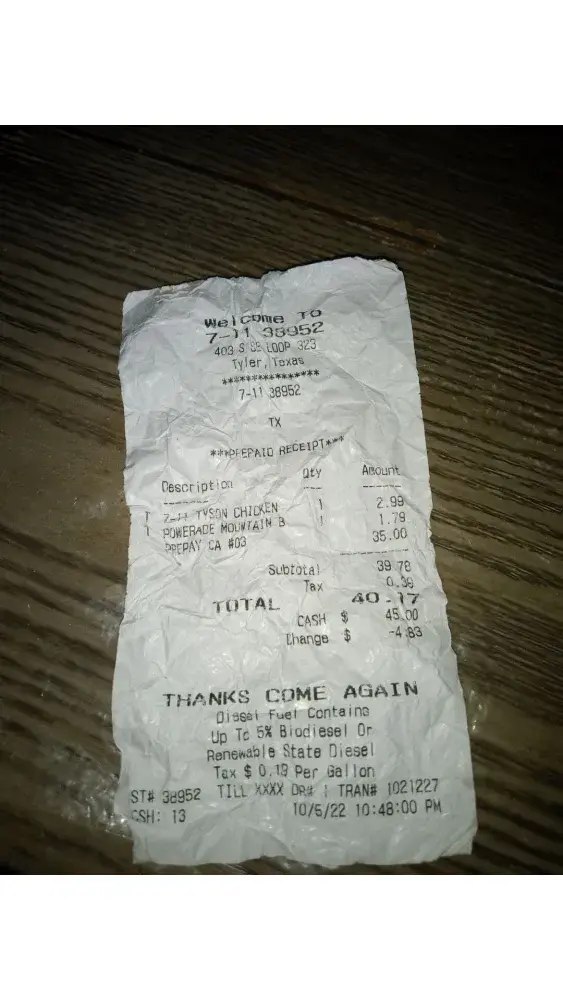 Welcome To
7-11 38952
403 S SE LOOP 323
Tyler, Texas
****************
7-11 38952
TX
***PREPAID RECEIPT***
Description Qty Amount
T 7-11 TYSON CHICKEN 1 2.99
T POWERADE MOUNTAIN B 1 1.79
PREPAY CA #03 35.00
Subtotal 39.78
Tax 0.39
TOTAL 40.17
CASH $ 45.00
Change $ -4.83
THANKS COME AGAIN
Diesel Fuel Contains
Up To 5% Biodiesel Or
Renewable State Diesel
Tax $ 0.19 Per Gallon
ST# 38952 TILL XXXX DR# 1 TRAN# 1021227
CSH: 13 10/5/22 10:48:00 PM